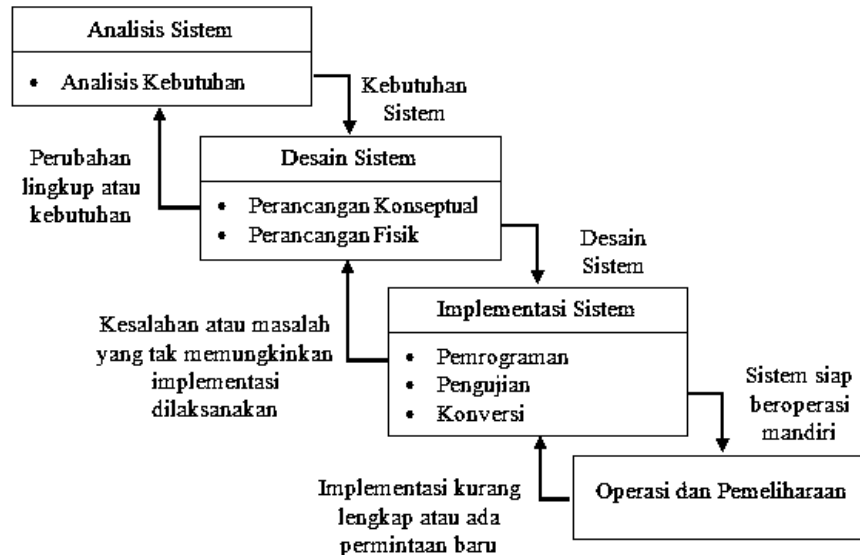 Analisis Sistem
• Analisis Kebutuhan
Kebutuhan
Sistem
Perubahan
lingkup atau
kebutuhan
Desain Sistem
• Perancangan Konseptual
• Perancangan Fisik
Desain
Sistem
Kesalahan atau masalah
yang tak memungkinkan
implementasi
dilaksanakan
Implementasi Sistem
• Pemrograman
• Pengujian
• Konversi
Sistem siap
beroperasi
mandiri
Implementasi kurang
lengkap atau ada
permintaan baru
Operasi dan Pemeliharaan